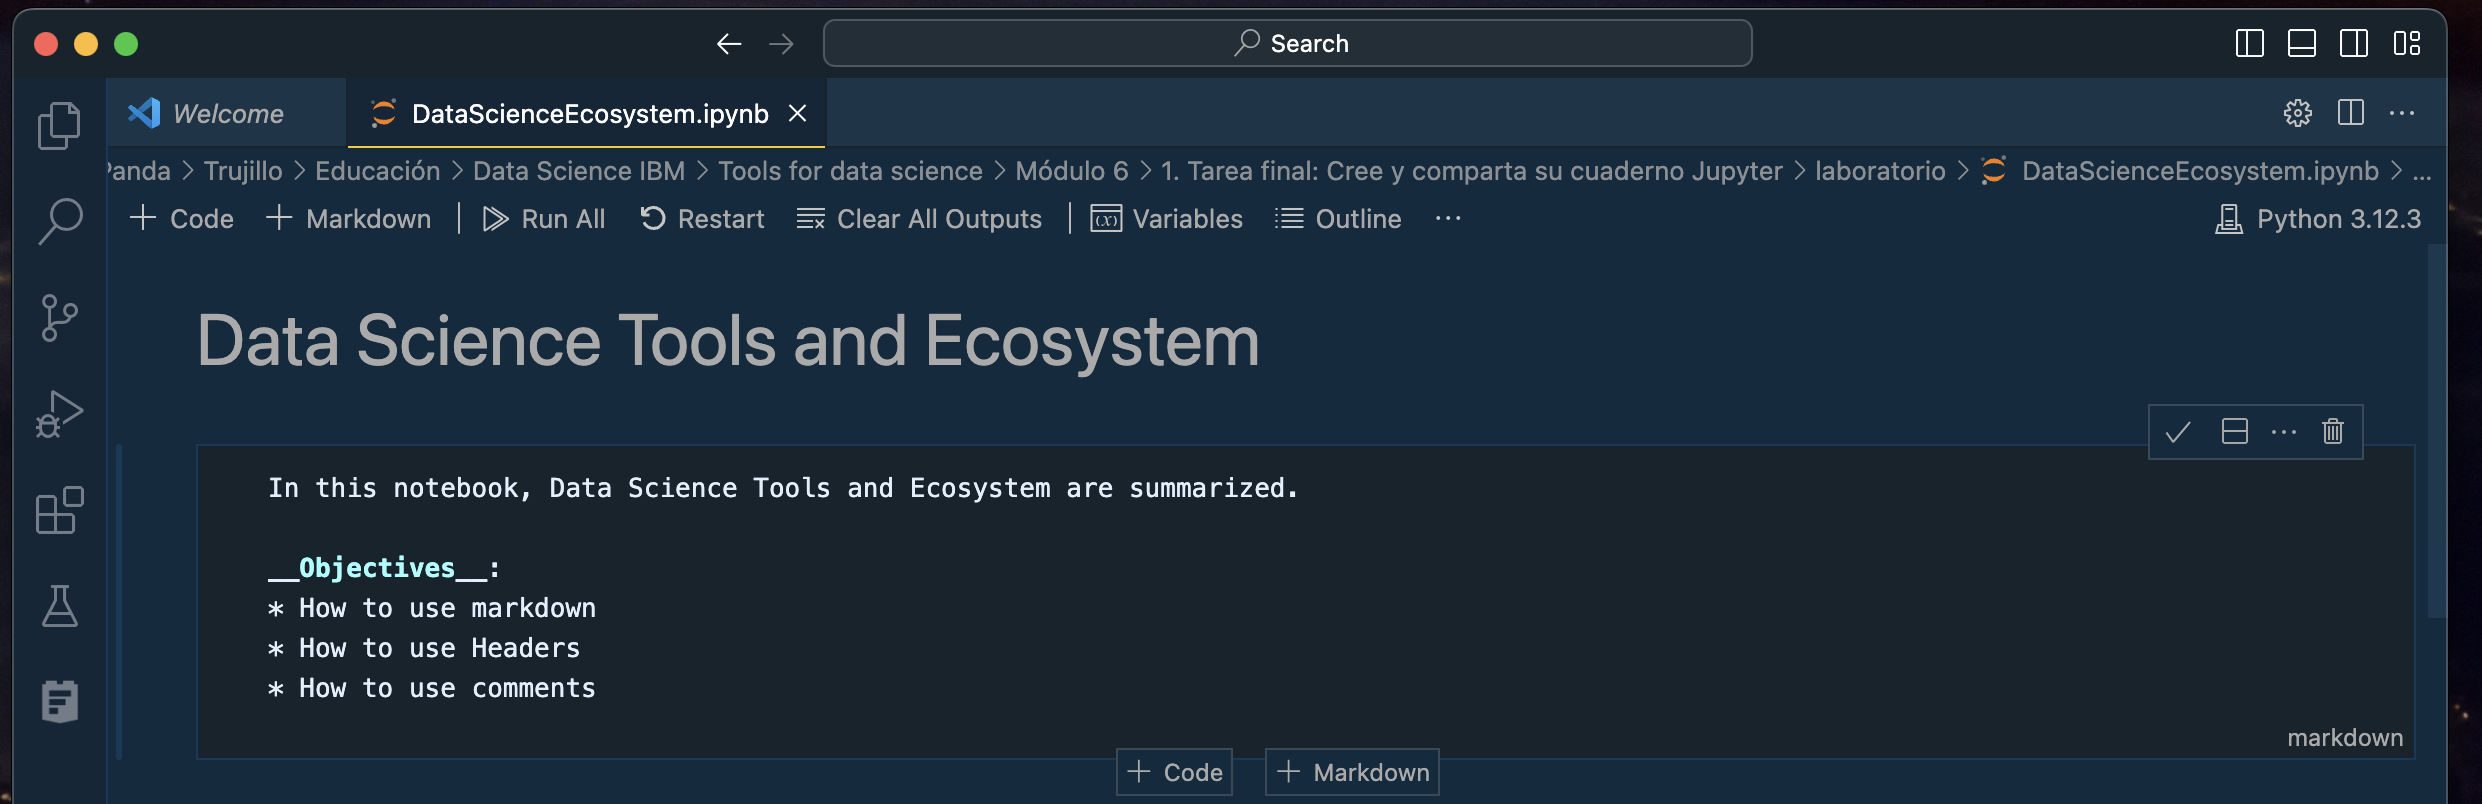 Search
Welcome
DataScienceEcosystem.ipynb
Panda > Trujillo > Educación > Data Science IBM > Tools for data science > Módulo 6 > 1. Tarea final: Cree y comparta su cuaderno Jupyter > laboratorio > DataScienceEcosystem.ipynb > ...
+ Code + Markdown | Run All Restart Clear All Outputs | (x) Variables Outline ... Python 3.12.3
Data Science Tools and Ecosystem
In this notebook, Data Science Tools and Ecosystem are summarized.
__Objectives__:
* How to use markdown
* How to use Headers
* How to use comments
markdown
+ Code + Markdown